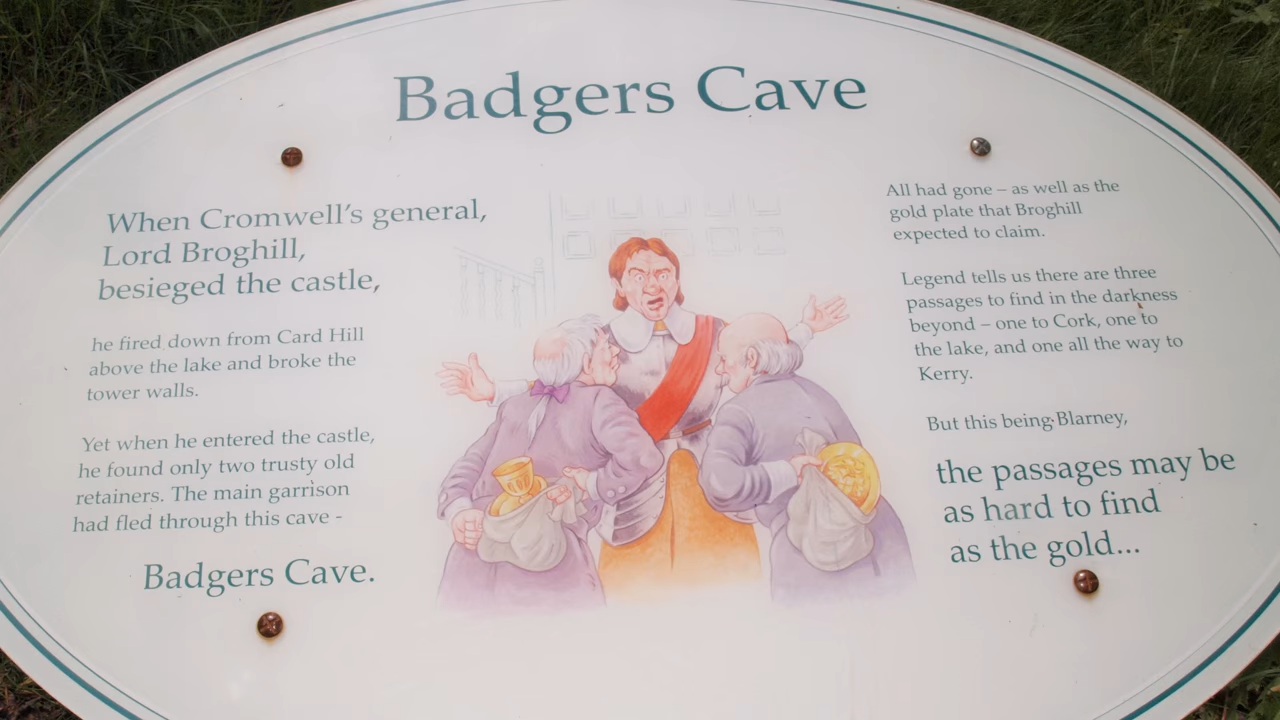 Badgers Cave
When Cromwell's general,
Lord Broghill,
besieged the castle,
he fired down from Card Hill
above the lake and broke the
tower walls.
Yet when he entered the castle,
he found only two trusty old
retainers. The main garrison
had fled through this cave -
Badgers Cave.
All had gone – as well as the
gold plate that Broghill
expected to claim.
Legend tells us there are three
passages to find in the darkness
beyond – one to Cork, one to
the lake, and one all the way to
Kerry.
But this being Blarney,
the passages may be
as hard to find
as the gold...